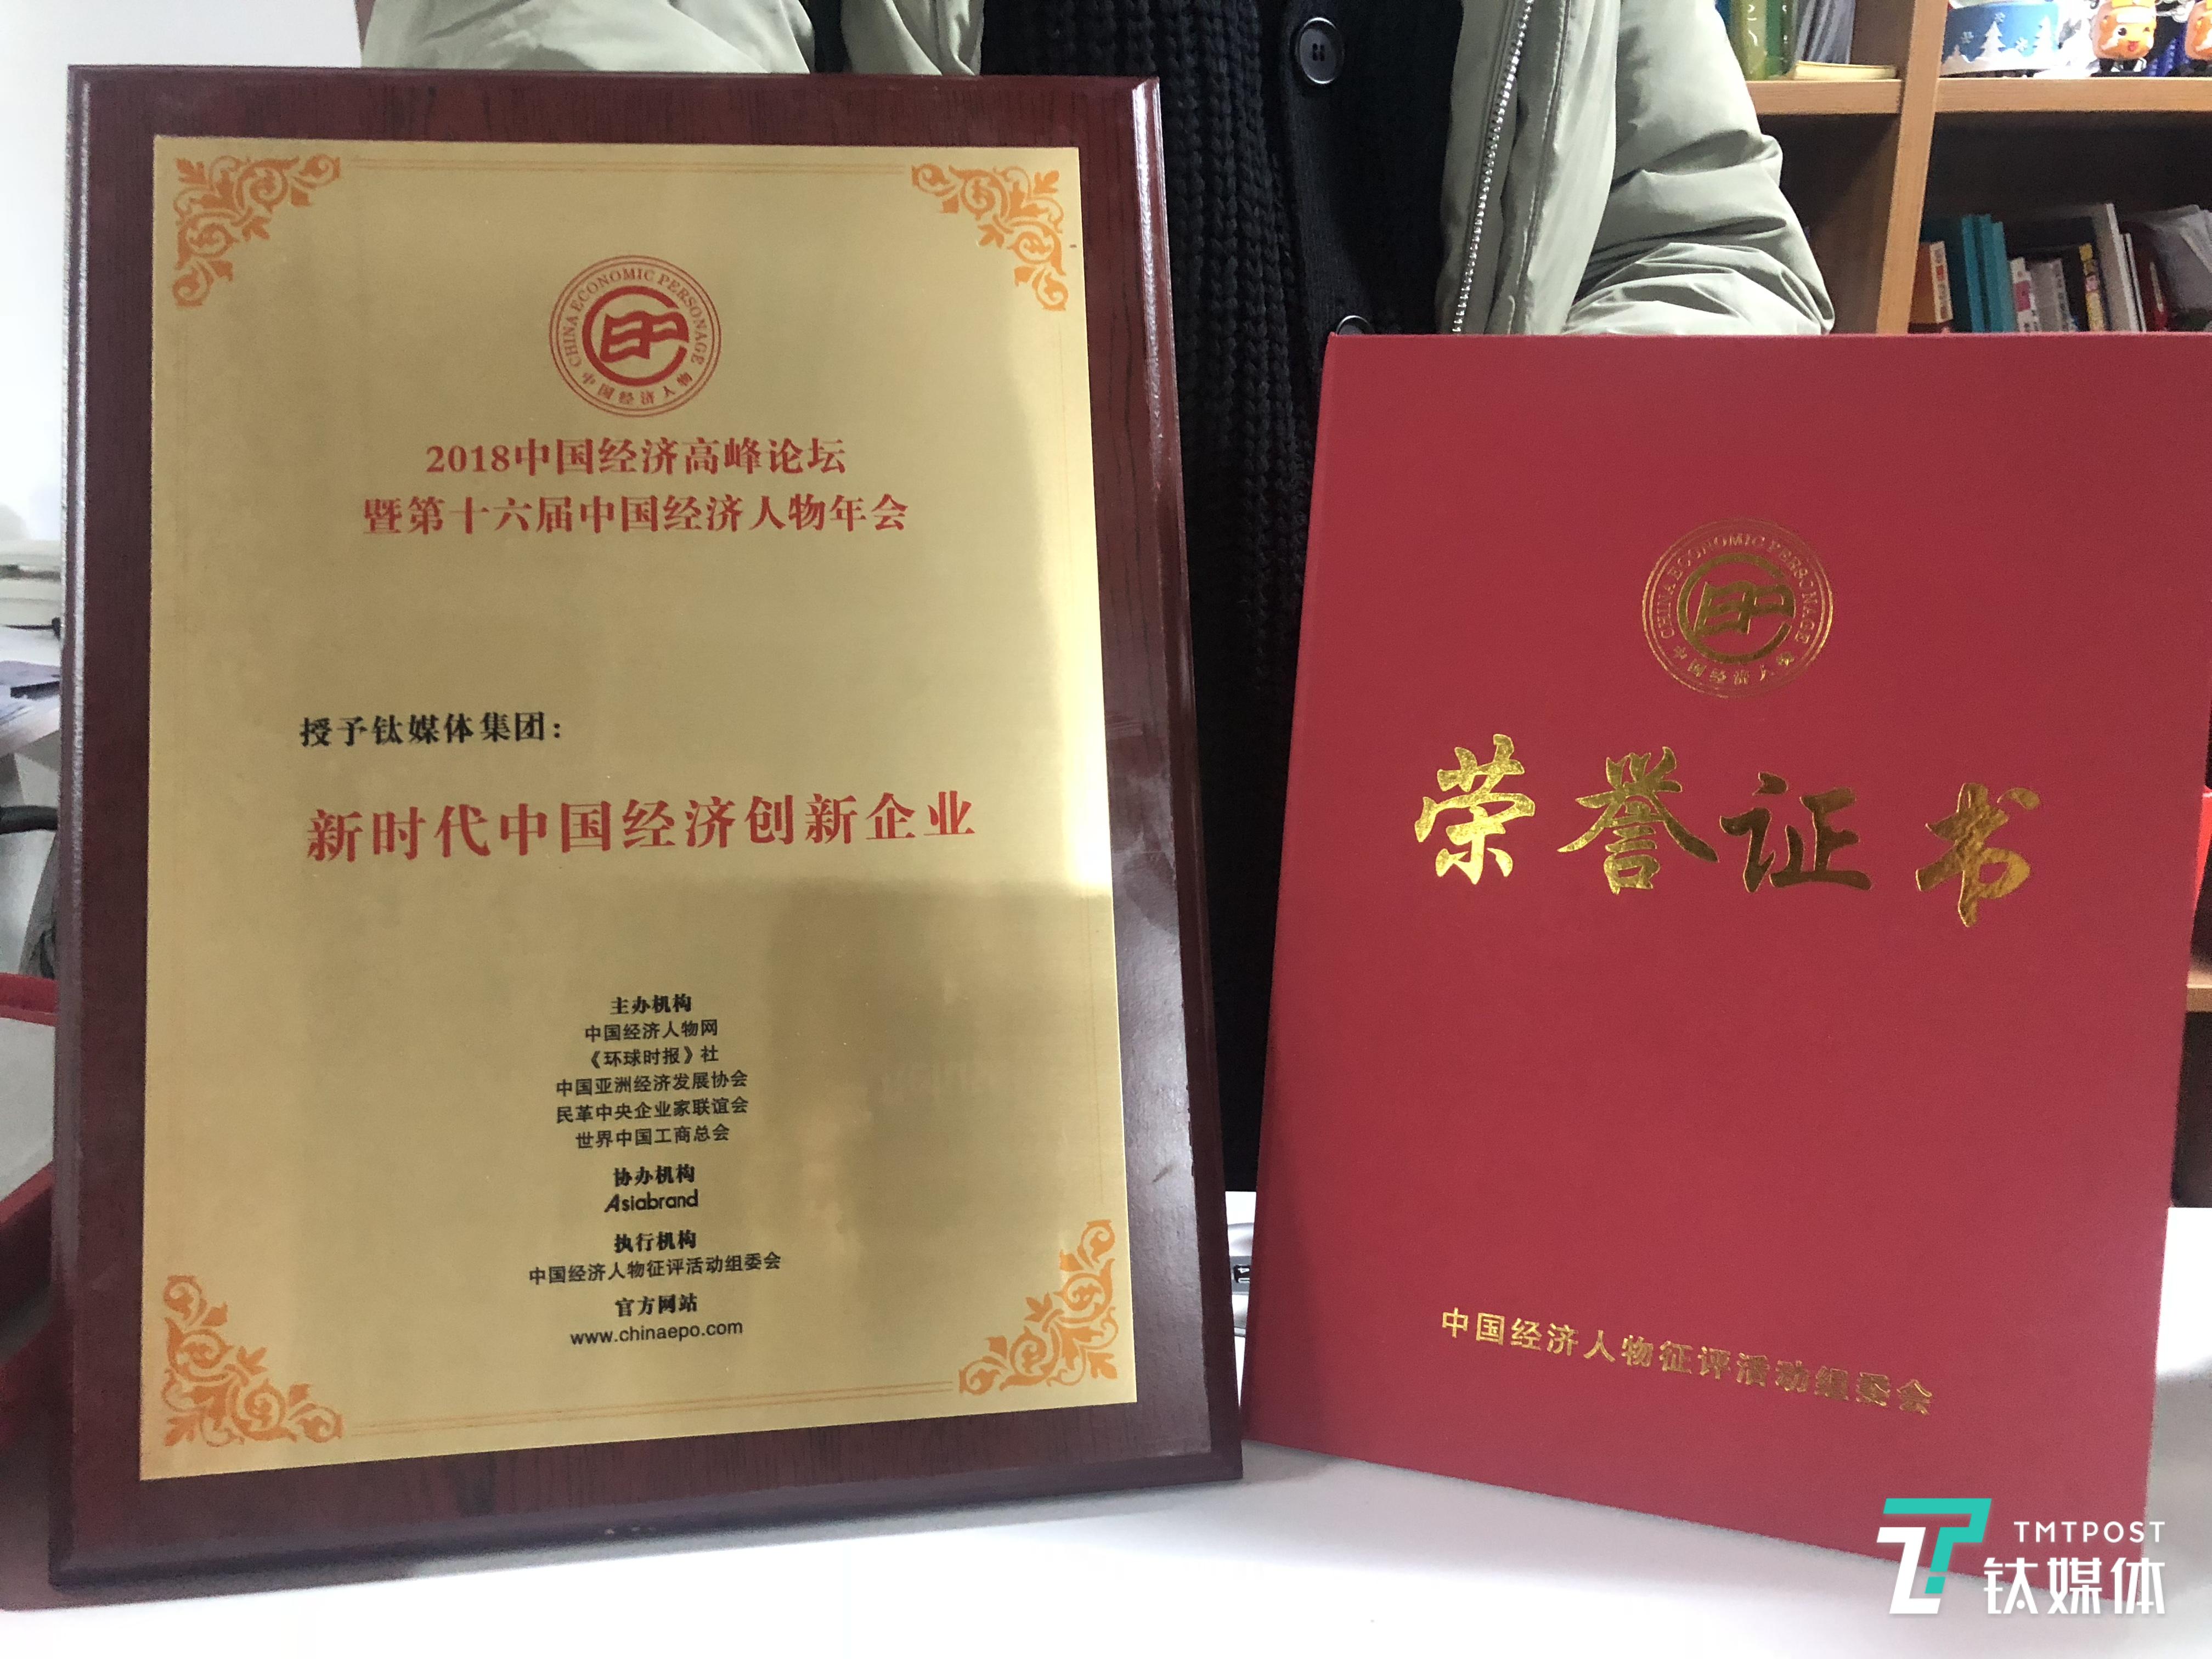 CHINA ECONOMIC PERSONAGE
中国经济人物
2018中国经济高峰论坛
暨第十六届中国经济人物年会
授予钛媒体集团：
新时代中国经济创新企业
主办机构
中国经济人物网
《环球时报》社
中国亚洲经济发展协会
民革中央企业家联谊会
世界中国工商总会
协办机构
Asiabrand
执行机构
中国经济人物征评活动组委会
官方网站
www.chinaepo.com
CHINA ECONOMIC PERSONAGE
中国经济人物
荣誉证书
中国经济人物征评活动组委会
TMTPOST
钛媒体